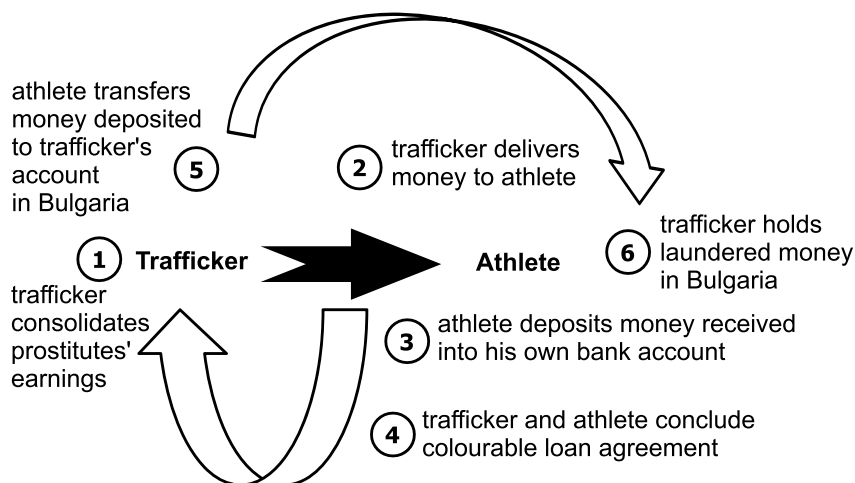 athlete transfers
money deposited
to trafficker's
account
in Bulgaria
5
2
trafficker delivers
money to athlete
1
Trafficker
Athlete
6
trafficker holds
laundered money
in Bulgaria
trafficker
consolidates
prostitutes'
earnings
3
athlete deposits money received
into his own bank account
4
trafficker and athlete conclude
colourable loan agreement